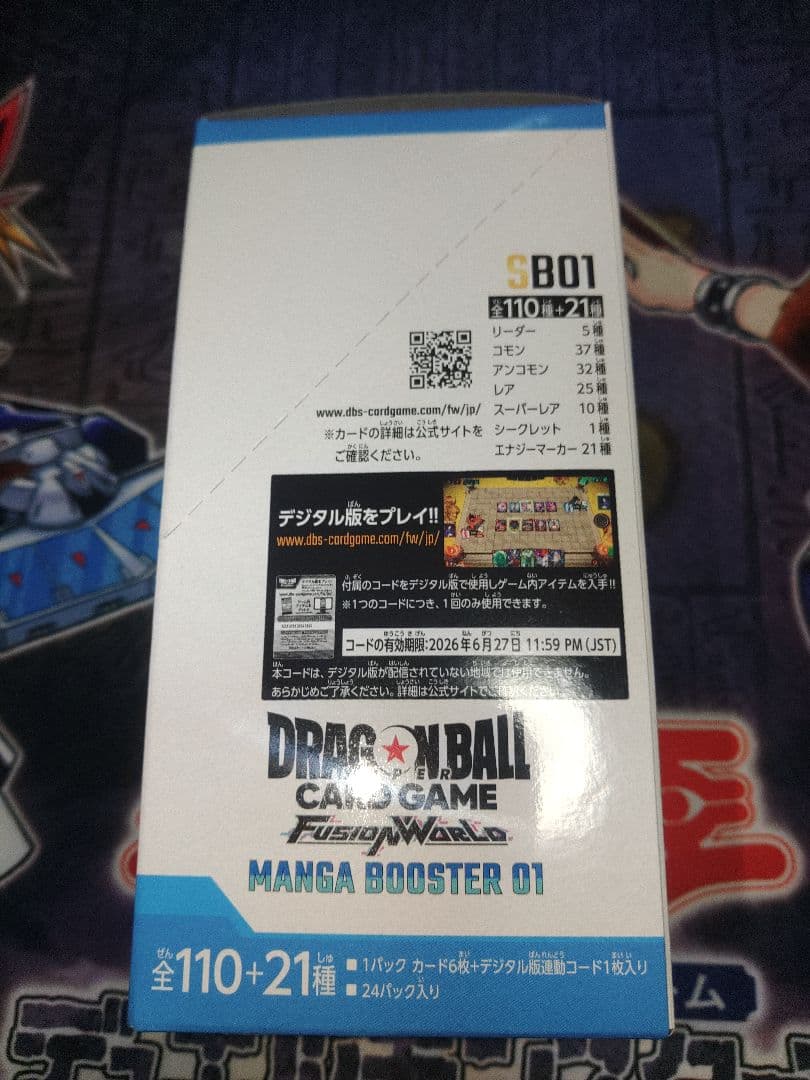 SB01
全110種+21種
リーダー 5種
コモン 37種
アンコモン 32種
レア 25種
スーパーレア 10種
シークレット 1種
エナジーマーカー 21種
www.dbs-cardgame.com/fw/jp/
※カードの詳細は公式サイトを
ご確認ください。
デジタル版をプレイ!!
www.dbs-cardgame.com/fw/jp/
付属のコードをデジタル版で使用しゲーム内アイテムを入手!!
※1つのコードにつき、1回のみ使用できます。
コードの有効期限:2026年6月27日 11:59 PM (JST)
本コードは、デジタル版が配信されていない地域では使用できません。
あらかじめご了承ください。詳細は公式サイトでご確認ください。
DRAGON BALL
SUPER
CARD GAME
FUSION WORLD
MANGA BOOSTER 01
全110+21種
■1パック カード6枚+デジタル版連動コード1枚入り
■24パック入り
ーム